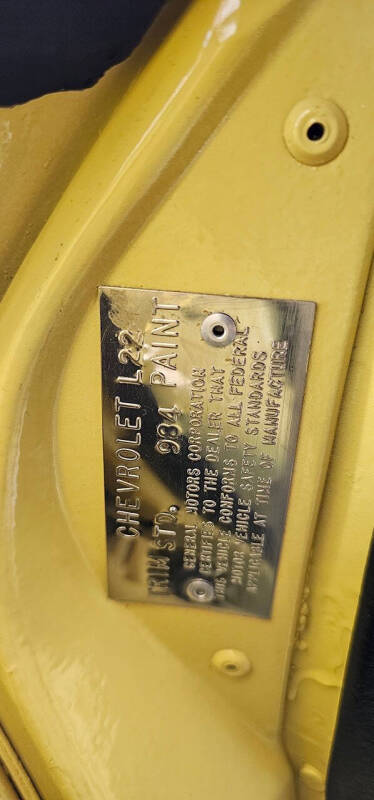 CHEVROLET L22
TRIM STD. 984 PAINT
GENERAL MOTORS CORPORATION
CERTIFIES TO THE DEALER THAT
THIS VEHICLE CONFORMS TO ALL FEDERAL
MOTOR VEHICLE SAFETY STANDARDS
APPLICABLE AT TIME OF MANUFACTURE